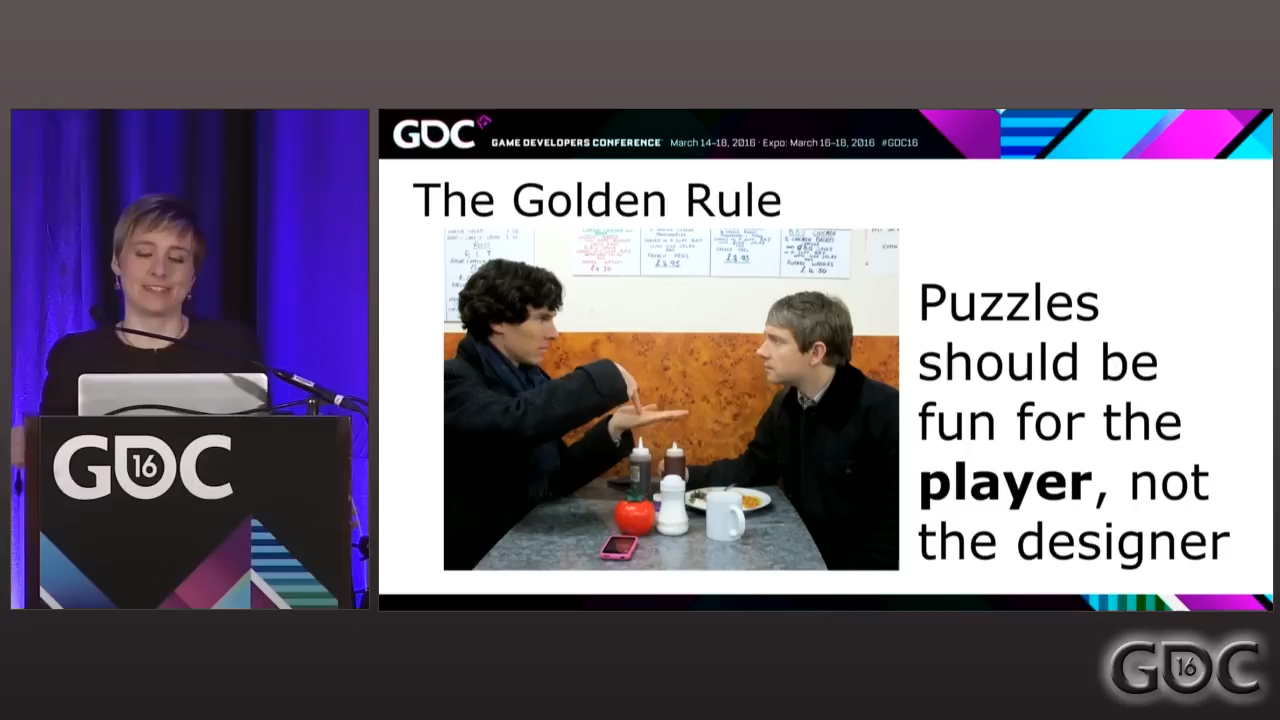 GDC
GAME DEVELOPERS CONFERENCE March 14–18, 2016 · Expo: March 16–18, 2016 #GDC16
The Golden Rule
Puzzles
should be
fun for the
player, not
the designer
GDC
16
GDC
16